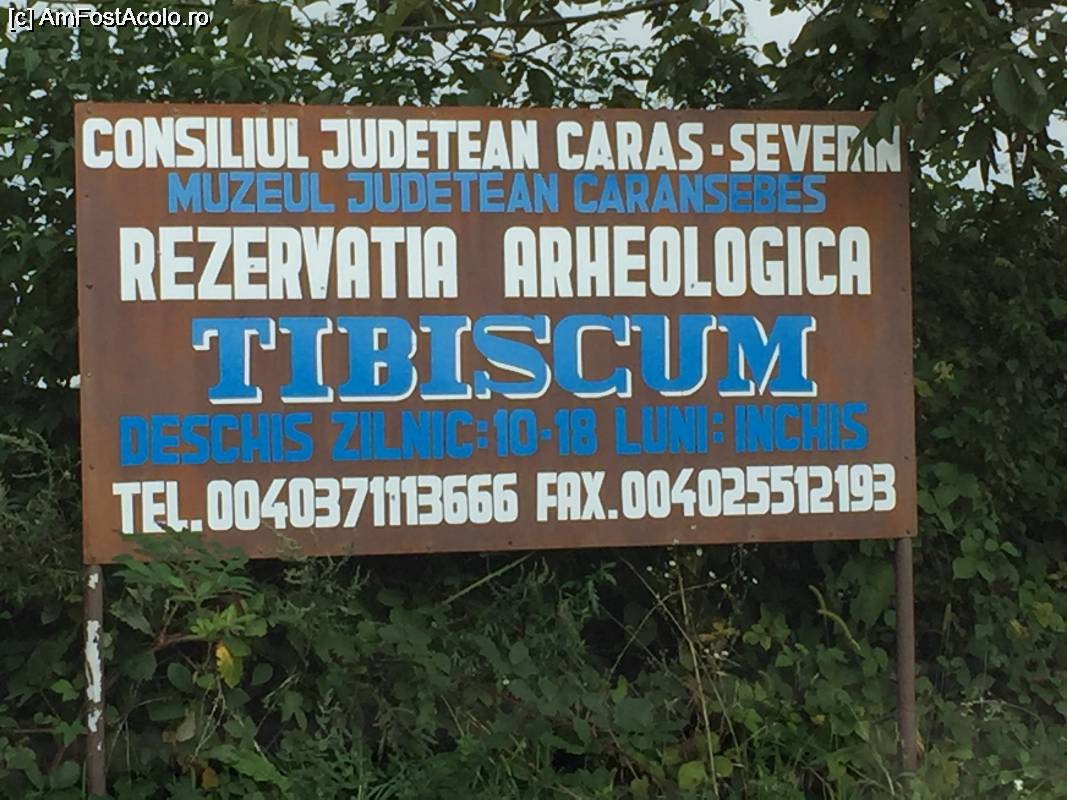 [c] AmFostAcolo.ro
CONSILIUL JUDETEAN CARAS-SEVERIN
MUZEUL JUDETEAN CARANSEBES
REZERVATIA ARHEOLOGICA
TIBISCUM
DESCHIS ZILNIC:10-18 LUNI: INCHIS
TEL.0040371113666 FAX.004025512193